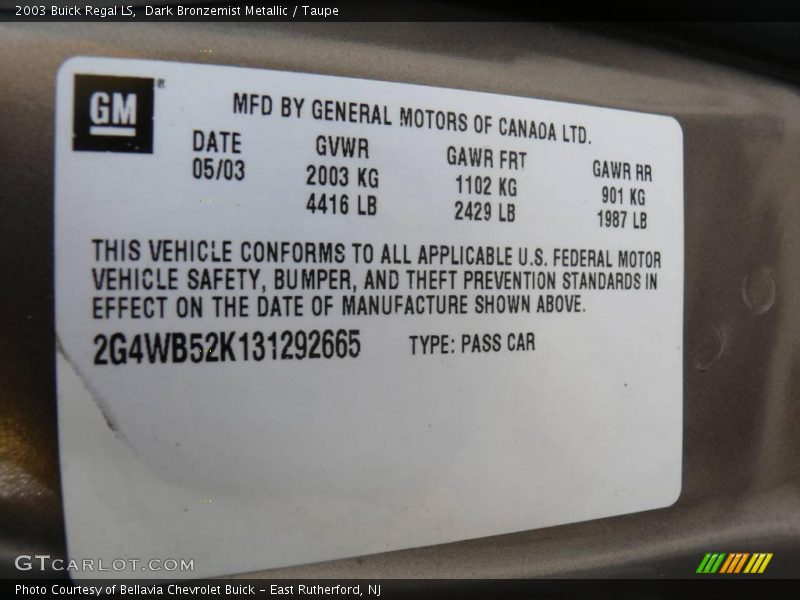 2003 Buick Regal LS,  Dark Bronzemist Metallic / Taupe
GM ®
MFD BY GENERAL MOTORS OF CANADA LTD.
DATE GVWR GAWR FRT GAWR RR
05/03 2003 KG 1102 KG 901 KG
4416 LB 2429 LB 1987 LB
THIS VEHICLE CONFORMS TO ALL APPLICABLE U.S. FEDERAL MOTOR
VEHICLE SAFETY, BUMPER, AND THEFT PREVENTION STANDARDS IN
EFFECT ON THE DATE OF MANUFACTURE SHOWN ABOVE.
2G4WB52K131292665 TYPE: PASS CAR
GTCARLOT.COM
Photo Courtesy of Bellavia Chevrolet Buick – East Rutherford, NJ